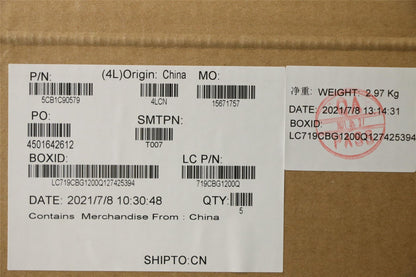 P/N:
(4L)Origin: China
MO:
5CB1C90579
4LCN
15671757
PO:
SMTPN:
4501642612
T007
BOXID:
LC P/N:
LC719CBG1200Q127425394
719CBG1200Q
DATE: 2021/7/8 10:30:48
QTY:
5
Contains Merchandise From : China
SHIPTO:CN
净重: WEIGHT: 2.97 Kg
DATE: 2021/7/8 13:14:31
BOXID:
LC719CBG1200Q127425394
QA
PASS